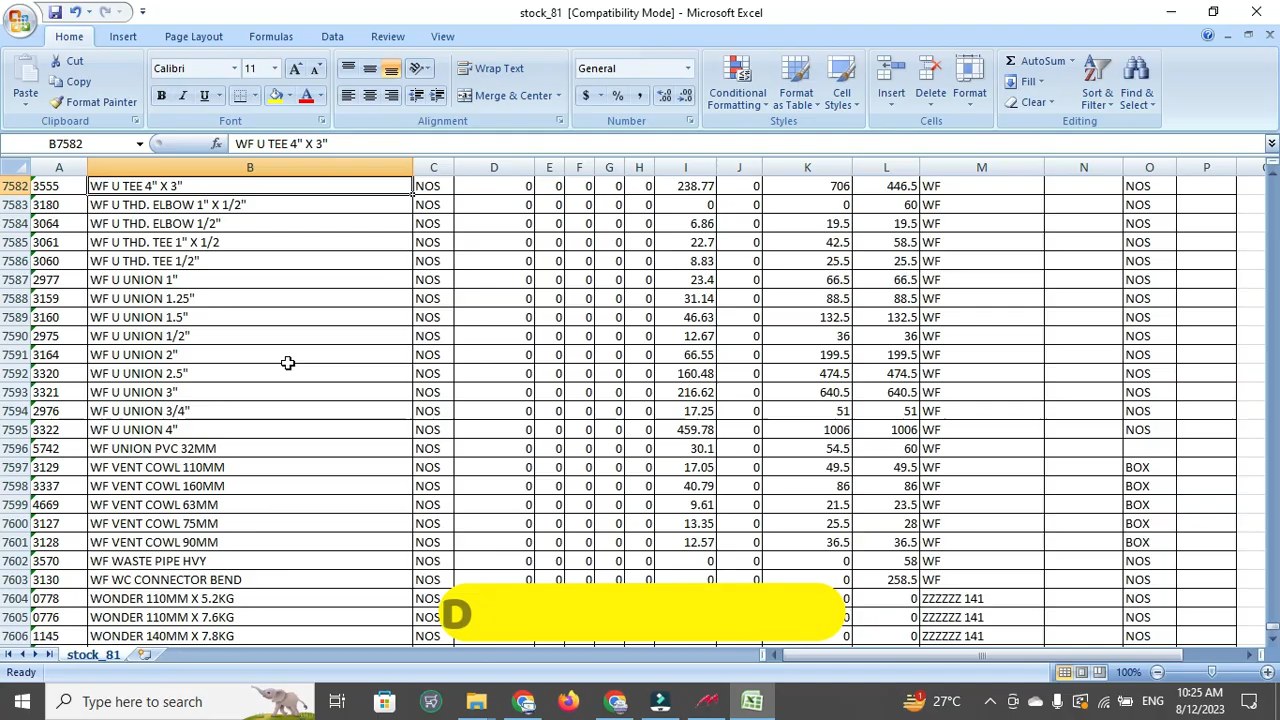 stock_81 [Compatibility Mode] - Microsoft Excel
Home Insert Page Layout Formulas Data Review View
Cut
Copy
Format Painter
Paste
Clipboard
Calibri 11
B I U
Font
Wrap Text
Merge & Center
Alignment
General
$ % ,
Number
Conditional Formatting
Format as Table
Cell Styles
Styles
Insert Delete Format
Cells
AutoSum
Fill
Clear
Sort & Filter
Find & Select
Editing
B7582 fx WF U TEE 4" X 3"
A B C D E F G H I J K L M N O P
7582 3555 WF U TEE 4" X 3" NOS 0 0 0 0 0 238.77 0 706 446.5 WF NOS
7583 3180 WF U THD. ELBOW 1" X 1/2" NOS 0 0 0 0 0 0 0 0 60 WF NOS
7584 3064 WF U THD. ELBOW 1/2" NOS 0 0 0 0 0 6.86 0 19.5 19.5 WF NOS
7585 3061 WF U THD. TEE 1" X 1/2 NOS 0 0 0 0 0 22.7 0 42.5 58.5 WF NOS
7586 3060 WF U THD. TEE 1/2" NOS 0 0 0 0 0 8.83 0 25.5 25.5 WF NOS
7587 2977 WF U UNION 1" NOS 0 0 0 0 0 23.4 0 66.5 66.5 WF NOS
7588 3159 WF U UNION 1.25" NOS 0 0 0 0 0 31.14 0 88.5 88.5 WF NOS
7589 3160 WF U UNION 1.5" NOS 0 0 0 0 0 46.63 0 132.5 132.5 WF NOS
7590 2975 WF U UNION 1/2" NOS 0 0 0 0 0 12.67 0 36 36 WF NOS
7591 3164 WF U UNION 2" NOS 0 0 0 0 0 66.55 0 199.5 199.5 WF NOS
7592 3320 WF U UNION 2.5" NOS 0 0 0 0 0 160.48 0 474.5 474.5 WF NOS
7593 3321 WF U UNION 3" NOS 0 0 0 0 0 216.62 0 640.5 640.5 WF NOS
7594 2976 WF U UNION 3/4" NOS 0 0 0 0 0 17.25 0 51 51 WF NOS
7595 3322 WF U UNION 4" NOS 0 0 0 0 0 459.78 0 1006 1006 WF NOS
7596 5742 WF UNION PVC 32MM NOS 0 0 0 0 0 30.1 0 54.5 60 WF
7597 3129 WF VENT COWL 110MM NOS 0 0 0 0 0 17.05 0 49.5 49.5 WF BOX
7598 3337 WF VENT COWL 160MM NOS 0 0 0 0 0 40.79 0 86 86 WF BOX
7599 4669 WF VENT COWL 63MM NOS 0 0 0 0 0 9.61 0 21.5 23.5 WF BOX
7600 3127 WF VENT COWL 75MM NOS 0 0 0 0 0 13.35 0 25.5 28 WF BOX
7601 3128 WF VENT COWL 90MM NOS 0 0 0 0 0 12.57 0 36.5 36.5 WF BOX
7602 3570 WF WASTE PIPE HVY NOS 0 0 0 0 0 0 0 0 58 WF NOS
7603 3130 WF WC CONNECTOR BEND NOS 0 0 0 0 0 0 0 0 258.5 WF NOS
7604 0778 WONDER 110MM X 5.2KG NOS 0 0 ZZZZZZ 141 NOS
7605 0776 WONDER 110MM X 7.6KG NOS 0 0 ZZZZZZ 141 NOS
7606 1145 WONDER 140MM X 7.8KG NOS 0 0 ZZZZZZ 141 NOS
D
stock_81
Ready 100%
Type here to search
27°C ENG 10:25 AM
8/12/2023